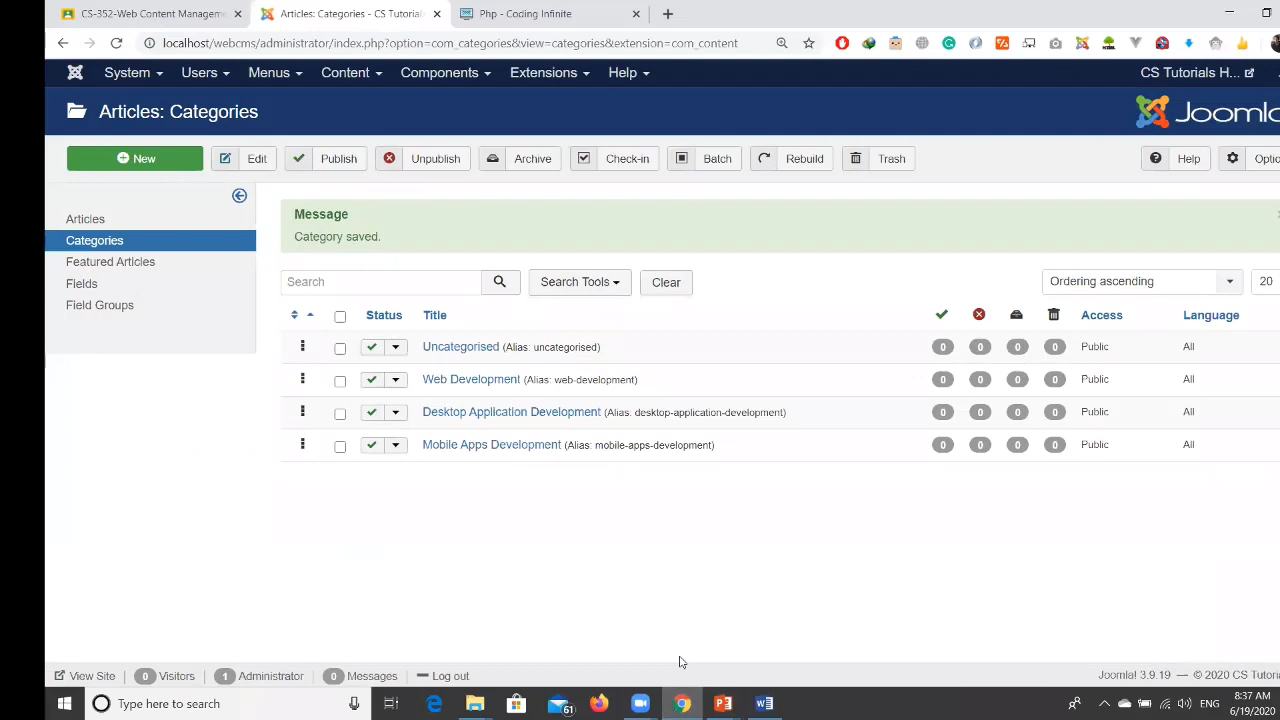 CS-352-Web Content Managem
Articles: Categories - CS Tutorials
Php - Coding Infinite
localhost/webcms/administrator/index.php?option=com_categories&view=categories&extension=com_content
System
Users
Menus
Content
Components
Extensions
Help
CS Tutorials H...
Articles: Categories
Joomla
New
Edit
Publish
Unpublish
Archive
Check-in
Batch
Rebuild
Trash
Help
Optio
Articles
Categories
Featured Articles
Fields
Field Groups
Message
Category saved.
Search
Search Tools
Clear
Ordering ascending
20
Status Title Access Language
Uncategorised (Alias: uncategorised) 0 0 0 0 Public All
Web Development (Alias: web-development) 0 0 0 0 Public All
Desktop Application Development (Alias: desktop-application-development) 0 0 0 0 Public All
Mobile Apps Development (Alias: mobile-apps-development) 0 0 0 0 Public All
View Site 0 Visitors 1 Administrator 0 Messages Log out
Joomla! 3.9.19 — © 2020 CS Tutoria
Type here to search
61
ENG
8:37 AM
6/19/2020